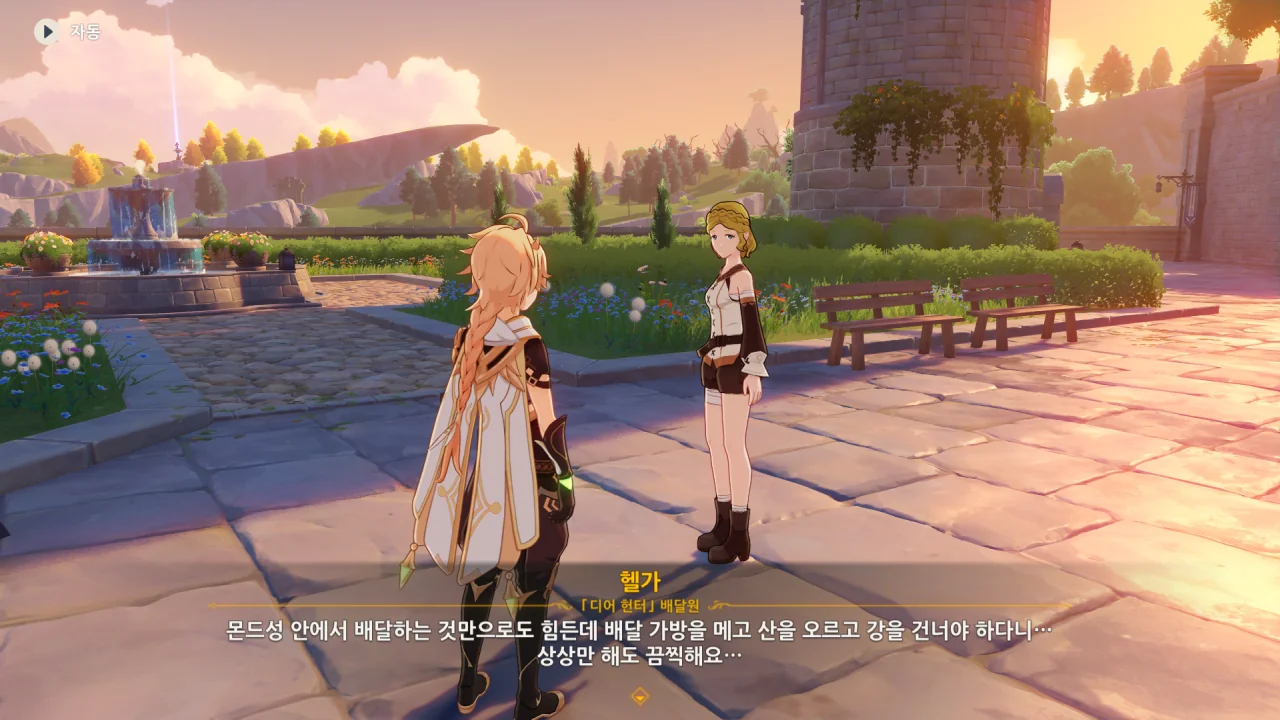 자동
헬가
「디어 헌터」 배달원
몬드성 안에서 배달하는 것만으로도 힘든데 배달 가방을 메고 산을 오르고 강을 건너야 하다니…
상상만 해도 끔찍해요…